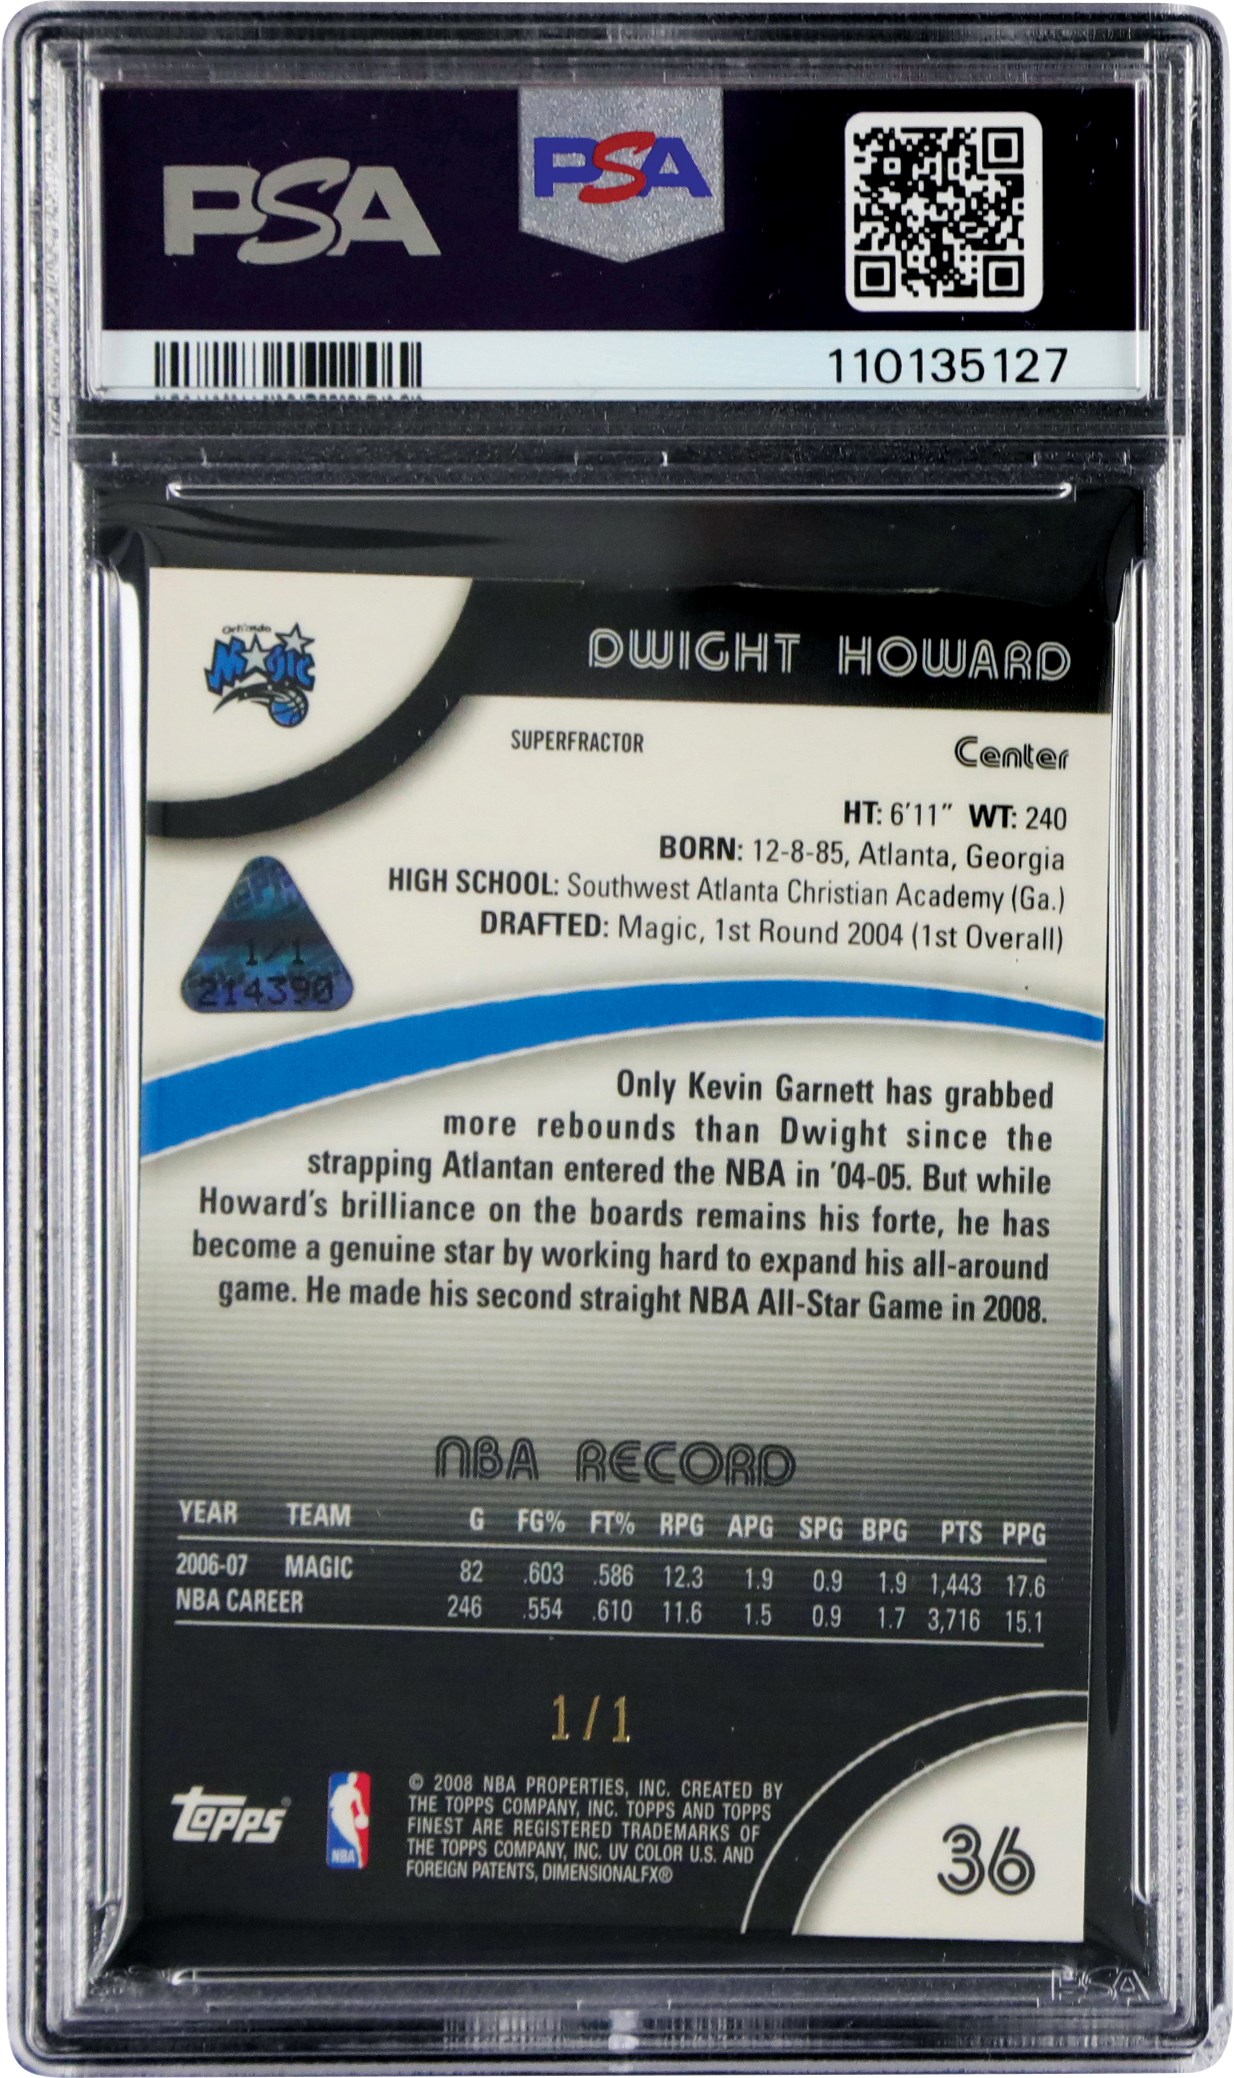 PSA
PSA
110135127
Orlando
Magic
DWIGHT HOWARD
SUPERFRACTOR
Center
HT: 6'11" WT: 240
BORN: 12-8-85, Atlanta, Georgia
HIGH SCHOOL: Southwest Atlanta Christian Academy (Ga.)
DRAFTED: Magic, 1st Round 2004 (1st Overall)
1/1
214390
Only Kevin Garnett has grabbed
more rebounds than Dwight since the
strapping Atlantan entered the NBA in '04-05. But while
Howard's brilliance on the boards remains his forte, he has
become a genuine star by working hard to expand his all-around
game. He made his second straight NBA All-Star Game in 2008.
NBA RECORD
YEAR TEAM G FG% FT% RPG APG SPG BPG PTS PPG
2006-07 MAGIC 82 .603 .586 12.3 1.9 0.9 1.9 1,443 17.6
NBA CAREER 246 .554 .610 11.6 1.5 0.9 1.7 3,716 15.1
1/1
Topps®
NBA
© 2008 NBA PROPERTIES, INC. CREATED BY
THE TOPPS COMPANY, INC. TOPPS AND TOPPS
FINEST ARE REGISTERED TRADEMARKS OF
THE TOPPS COMPANY, INC. UV COLOR U.S. AND
FOREIGN PATENTS, DIMENSIONALFX®
36
PSA